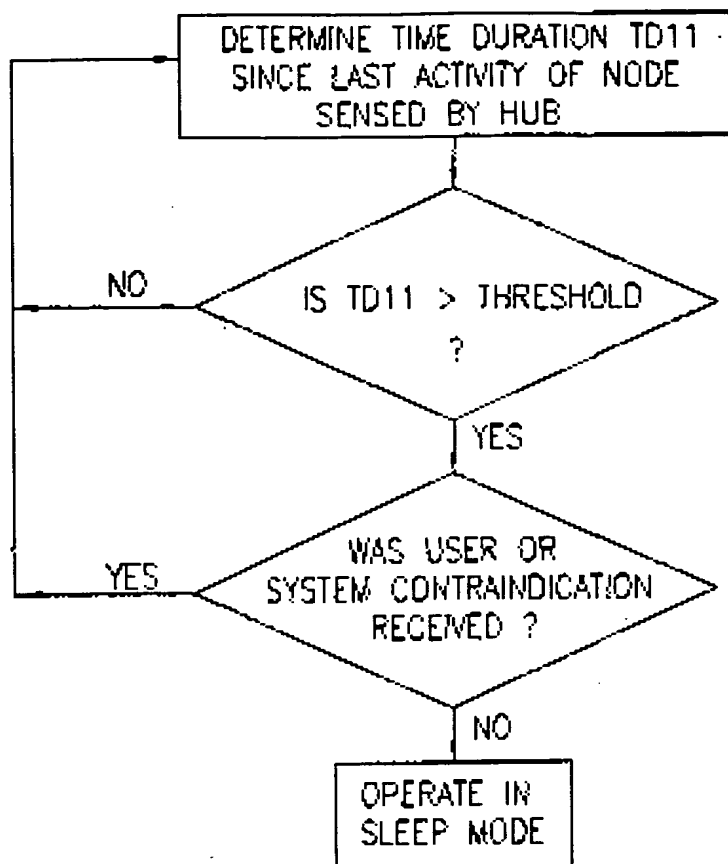 DETERMINE TIME DURATION TD11
SINCE LAST ACTIVITY OF NODE
SENSED BY HUB
NO
IS TD11 > THRESHOLD
?
YES
WAS USER OR
SYSTEM CONTRAINDICATION
RECEIVED ?
YES
NO
OPERATE IN
SLEEP MODE